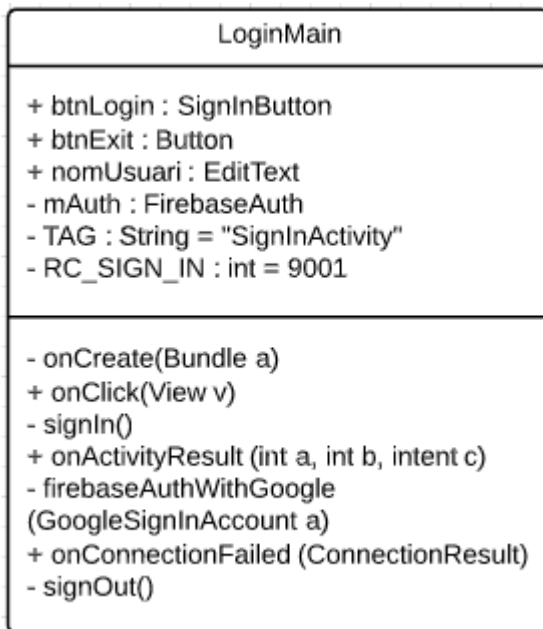 LoginMain
+ btnLogin : SignInButton
+ btnExit : Button
+ nomUsuari : EditText
- mAuth : FirebaseAuth
- TAG : String = "SignInActivity"
- RC_SIGN_IN : int = 9001
- onCreate(Bundle a)
+ onClick(View v)
- signIn()
+ onActivityResult (int a, int b, intent c)
- firebaseAuthWithGoogle
(GoogleSignInAccount a)
+ onConnectionFailed (ConnectionResult)
- signOut()